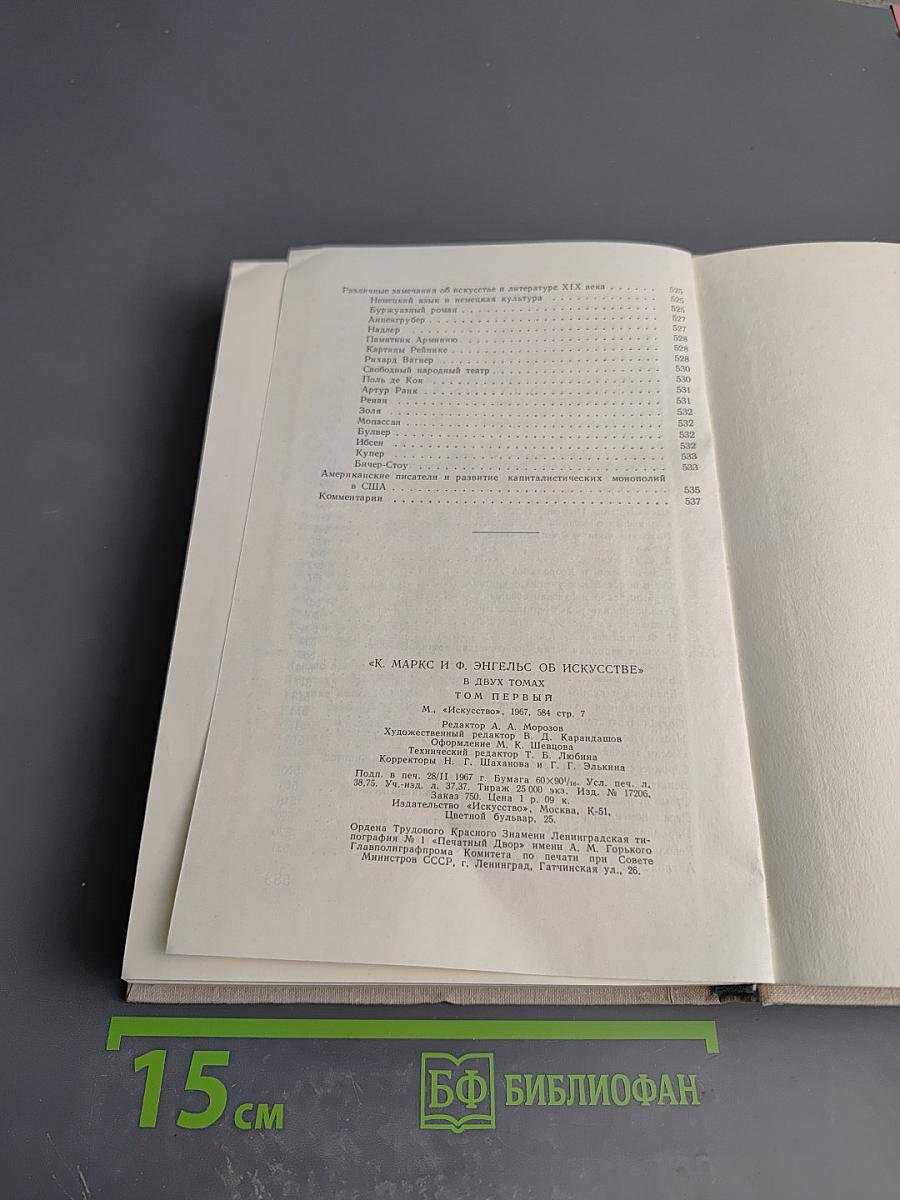 Различные замечания об искусстве и литературе XIX века . . . . . . 525
Немецкий язык и немецкая культура . . . . . . . . . . . . 525
Буржуазный роман . . . . . . . . . . . . . . . . . . . . 525
Анценгрубер . . . . . . . . . . . . . . . . . . . . . . . 527
Надлер . . . . . . . . . . . . . . . . . . . . . . . . . 527
Памятник Арминию . . . . . . . . . . . . . . . . . . . . 528
Картины Рейнике . . . . . . . . . . . . . . . . . . . . . 528
Рихард Вагнер . . . . . . . . . . . . . . . . . . . . . . 528
Свободный народный театр . . . . . . . . . . . . . . . . 530
Поль де Кок . . . . . . . . . . . . . . . . . . . . . . . 530
Артур Ранк . . . . . . . . . . . . . . . . . . . . . . . 531
Ренан . . . . . . . . . . . . . . . . . . . . . . . . . . 531
Золя . . . . . . . . . . . . . . . . . . . . . . . . . . 532
Мопассан . . . . . . . . . . . . . . . . . . . . . . . . 532
Булвер . . . . . . . . . . . . . . . . . . . . . . . . . 532
Ибсен . . . . . . . . . . . . . . . . . . . . . . . . . . 532
Купер . . . . . . . . . . . . . . . . . . . . . . . . . . 533
Бичер-Стоу . . . . . . . . . . . . . . . . . . . . . . . 533
Американские писатели и развитие капиталистических монополий
в США . . . . . . . . . . . . . . . . . . . . . . . . . . 535
Комментарии . . . . . . . . . . . . . . . . . . . . . . . 537
«К. МАРКС И Ф. ЭНГЕЛЬС ОБ ИСКУССТВЕ»
В ДВУХ ТОМАХ
ТОМ ПЕРВЫЙ
М., «Искусство», 1967, 584 стр. 7
Редактор А. А. Морозов
Художественный редактор В. Д. Карандашов
Оформление М. К. Шевцова
Технический редактор Т. Б. Любина
Корректоры Н. Г. Шаханова и Г. Г. Элькина
Подп. в печ. 28/II 1967 г. Бумага 60×90¹/₁₆. Усл. печ. л.
38,75. Уч.-изд. л. 37,37. Тираж 25 000 экз. Изд. № 17206.
Заказ 750. Цена 1 р. 09 к.
Издательство «Искусство», Москва, К-51,
Цветной бульвар, 25.
Ордена Трудового Красного Знамени Ленинградская ти-
пография № 1 «Печатный Двор» имени А. М. Горького
Главполиграфпрома Комитета по печати при Совете
Министров СССР, г. Ленинград, Гатчинская ул., 26.
583
15 см
БФ БИБЛИОФАН